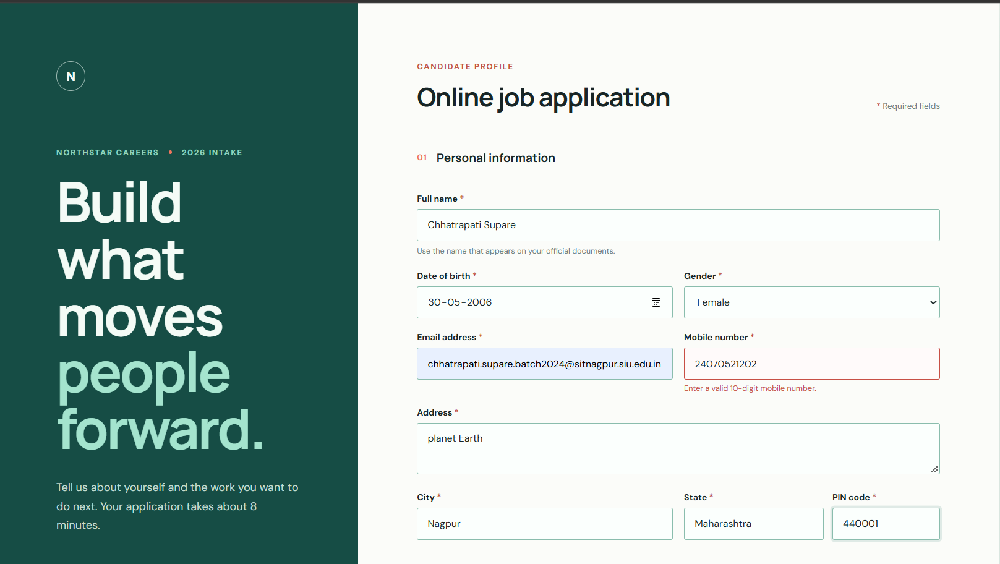 N
NORTHSTAR CAREERS • 2026 INTAKE
Build
what
moves
people
forward.
Tell us about yourself and the work you want to
do next. Your application takes about 8
minutes.
CANDIDATE PROFILE
Online job application
* Required fields
01 Personal information
Full name *
Chhatrapati Supare
Use the name that appears on your official documents.
Date of birth * Gender *
30-05-2006 Female
Email address * Mobile number *
chhatrapati.supare.batch2024@sitnagpur.siu.edu.in 24070521202
Enter a valid 10-digit mobile number.
Address *
planet Earth
City * State * PIN code *
Nagpur Maharashtra 440001